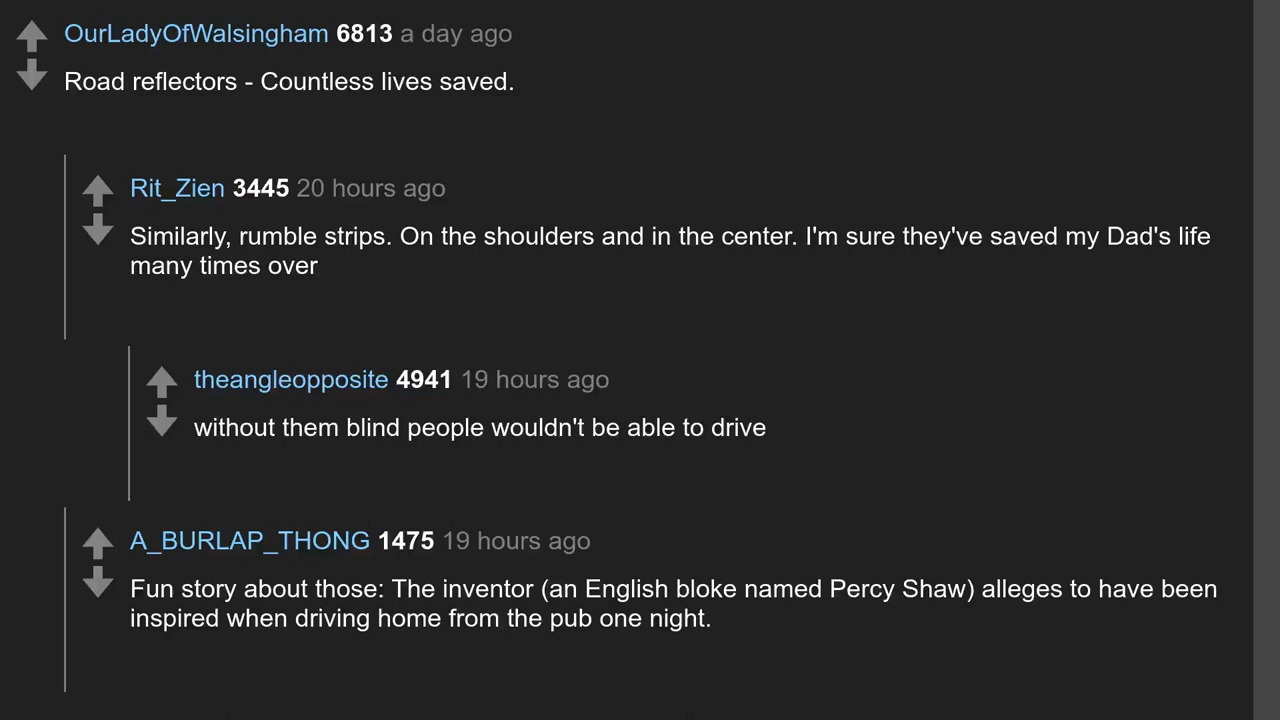 OurLadyOfWalsingham 6813 a day ago
Road reflectors - Countless lives saved.
Rit_Zien 3445 20 hours ago
Similarly, rumble strips. On the shoulders and in the center. I'm sure they've saved my Dad's life
many times over
theangleopposite 4941 19 hours ago
without them blind people wouldn't be able to drive
A_BURLAP_THONG 1475 19 hours ago
Fun story about those: The inventor (an English bloke named Percy Shaw) alleges to have been
inspired when driving home from the pub one night.